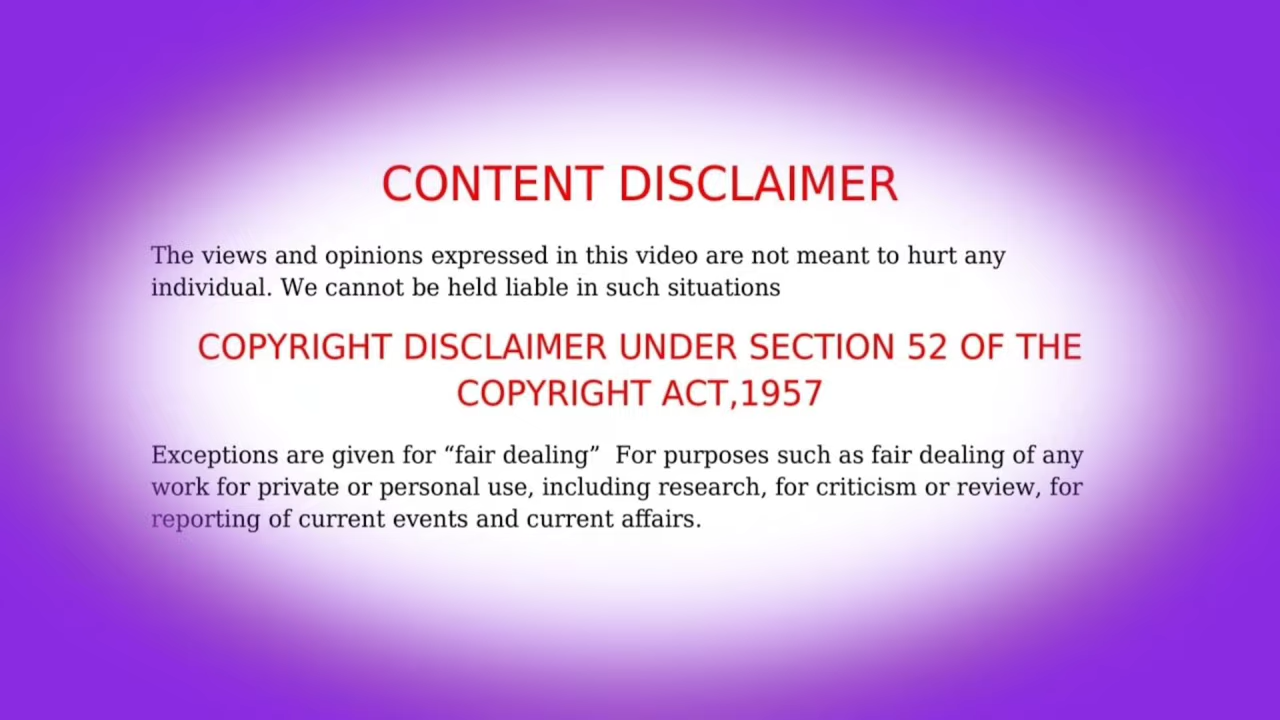 CONTENT DISCLAIMER
The views and opinions expressed in this video are not meant to hurt any
individual. We cannot be held liable in such situations
COPYRIGHT DISCLAIMER UNDER SECTION 52 OF THE
COPYRIGHT ACT,1957
Exceptions are given for “fair dealing”  For purposes such as fair dealing of any
work for private or personal use, including research, for criticism or review, for
reporting of current events and current affairs.